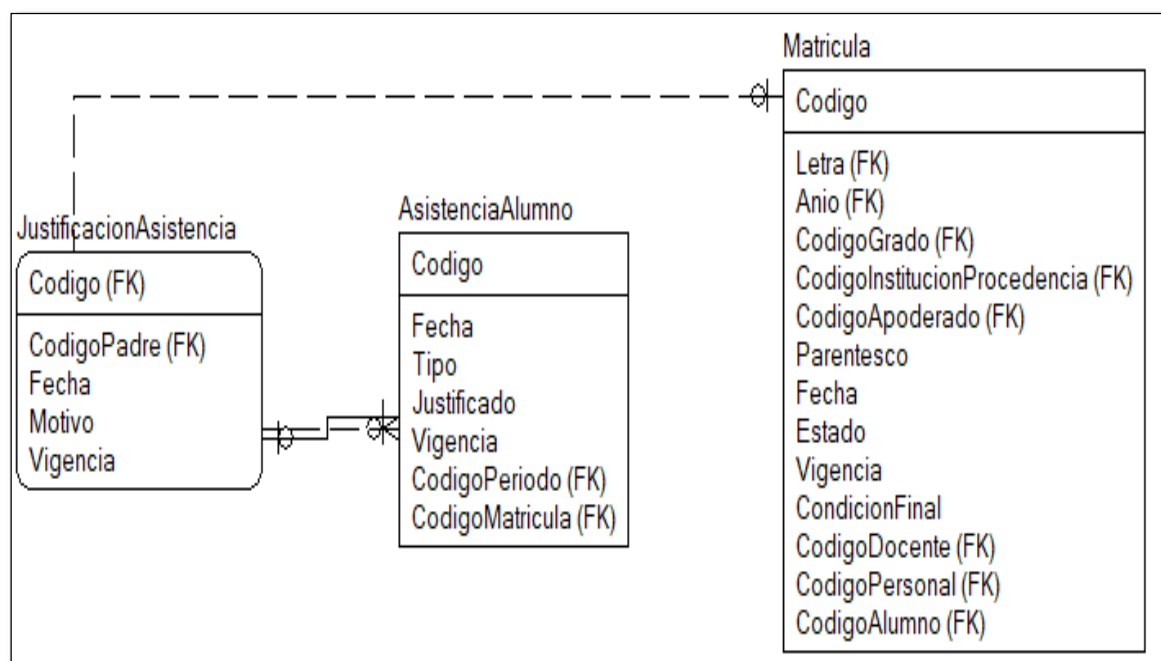 JustificacionAsistencia
Codigo (FK)
CodigoPadre (FK)
Fecha
Motivo
Vigencia
AsistenciaAlumno
Codigo
Fecha
Tipo
Justificado
Vigencia
CodigoPeriodo (FK)
CodigoMatricula (FK)
Matricula
Codigo
Letra (FK)
Anio (FK)
CodigoGrado (FK)
CodigoInstitucionProcedencia (FK)
CodigoApoderado (FK)
Parentesco
Fecha
Estado
Vigencia
CondicionFinal
CodigoDocente (FK)
CodigoPersonal (FK)
CodigoAlumno (FK)